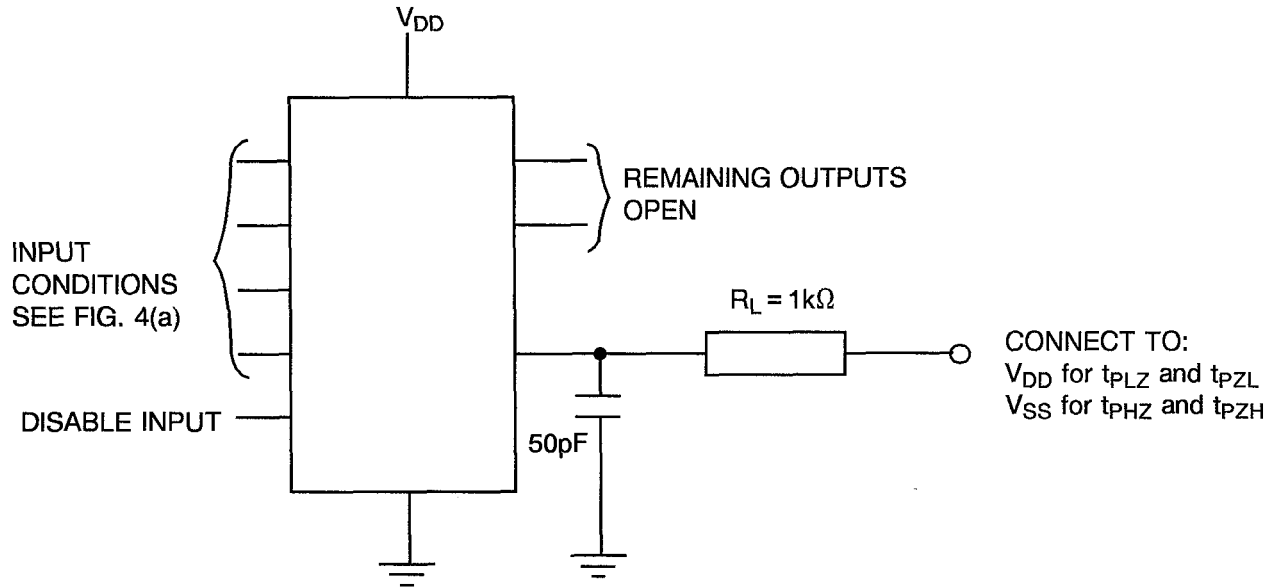 VDD
REMAINING OUTPUTS
OPEN
INPUT
CONDITIONS
SEE FIG. 4(a)
RL = 1kΩ
CONNECT TO:
VDD for tPLZ and tPZL
VSS for tPHZ and tPZH
DISABLE INPUT
50pF